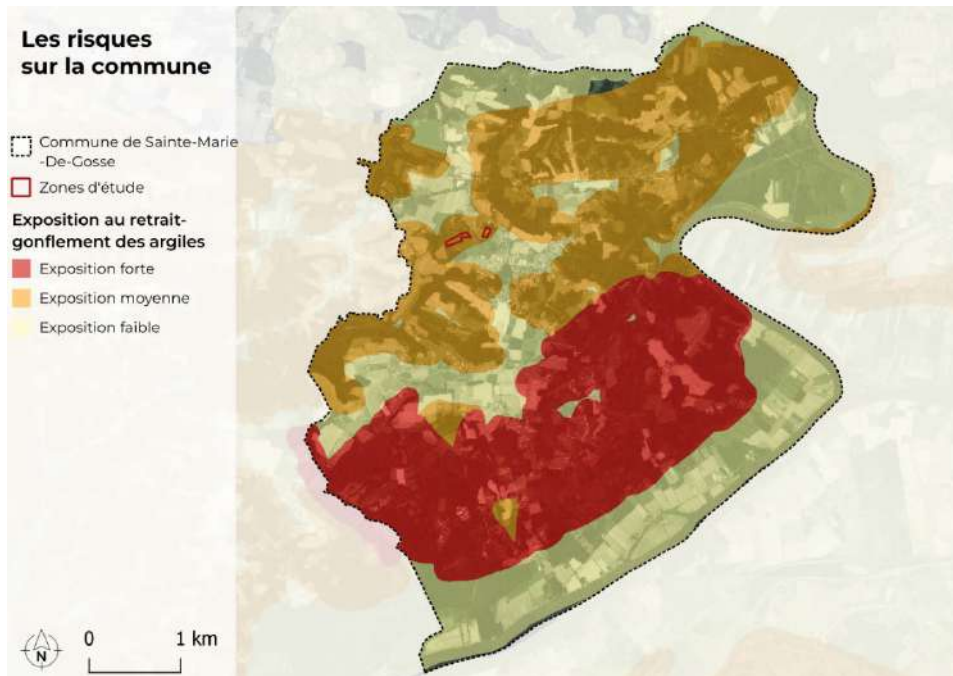 Les risques
sur la commune
Commune de Sainte-Marie
-De-Gosse
Zones d'étude
Exposition au retrait-
gonflement des argiles
Exposition forte
Exposition moyenne
Exposition faible
N
0 1 km